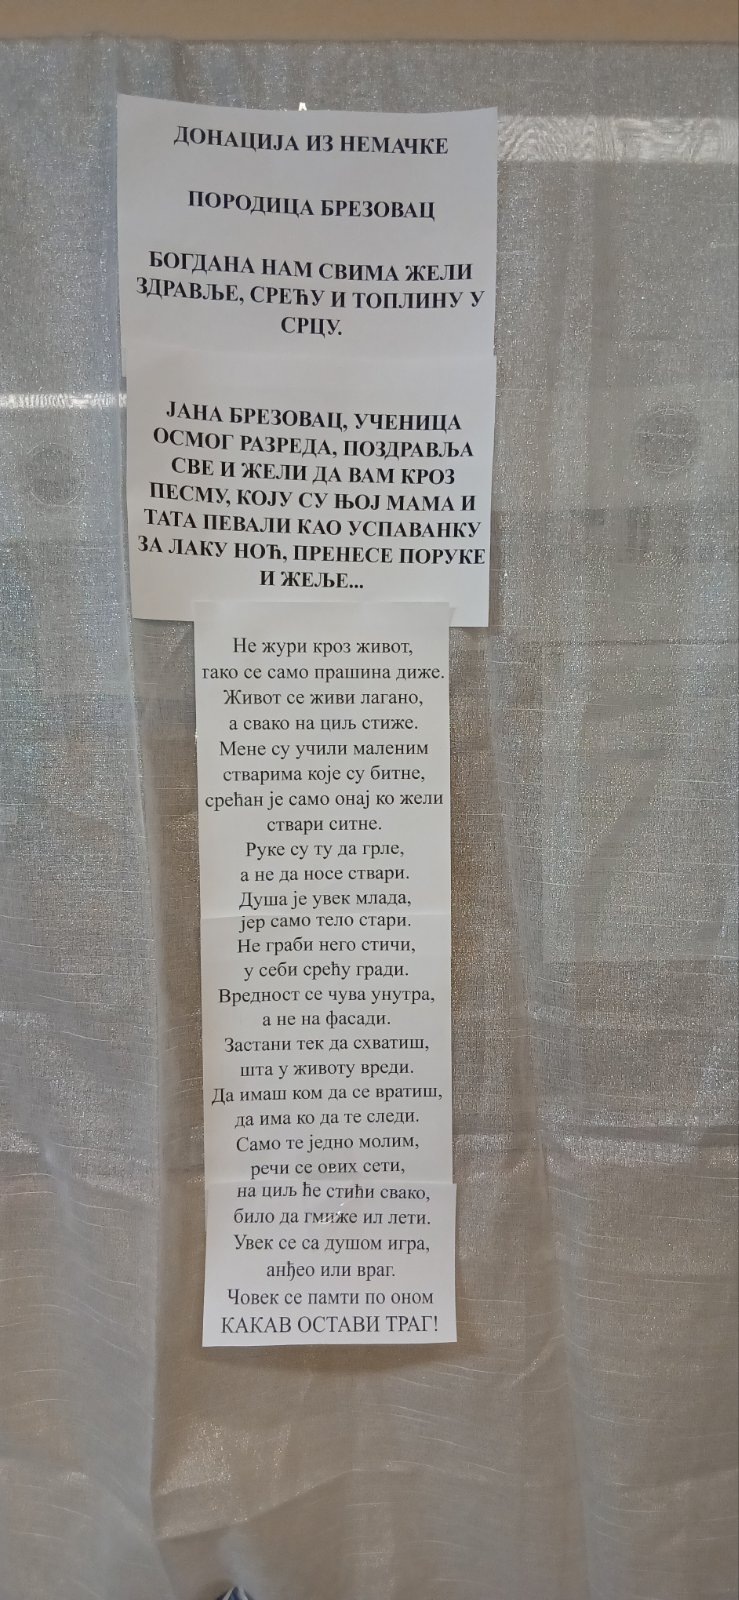 ДОНАЦИЈА ИЗ НЕМАЧКЕ
ПОРОДИЦА БРЕЗОВАЦ
БОГДАНА НАМ СВИМА ЖЕЛИ
ЗДРАВЉЕ, СРЕЋУ И ТОПЛИНУ У
СРЦУ.
ЈАНА БРЕЗОВАЦ, УЧЕНИЦА
ОСМОГ РАЗРЕДА, ПОЗДРАВЉА
СВЕ И ЖЕЛИ ДА ВАМ КРОЗ
ПЕСМУ, КОЈУ СУ ЊОЈ МАМА И
ТАТА ПЕВАЛИ КАО УСПАВАНКУ
ЗА ЛАКУ НОЋ, ПРЕНЕСЕ ПОРУКЕ
И ЖЕЉЕ...
Не жури кроз живот,
тако се само прашина диже.
Живот се живи лагано,
а свако на циљ стиже.
Мене су учили маленим
стварима које су битне,
срећан је само онај ко жели
ствари ситне.
Руке су ту да грле,
а не да носе ствари.
Душа је увек млада,
јер само тело стари.
Не граби него стичи,
у себи срећу гради.
Вредност се чува унутра,
а не на фасади.
Застани тек да схватиш,
шта у животу вреди.
Да имаш ком да се вратиш,
да има ко да те следи.
Само те једно молим,
речи се ових сети,
на циљ ће стићи свако,
било да гмиже ил лети.
Увек се са душом игра,
анђео или враг.
Човек се памти по оном
КАКАВ ОСТАВИ ТРАГ!